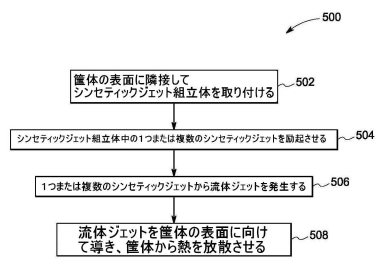 500
筐体の表面に隣接して
シンセティックジェット組立体を取り付ける
502
シンセティックジェット組立体中の1つまたは複数のシンセティックジェットを励起させる
504
1つまたは複数のシンセティックジェットから流体ジェットを発生する
506
流体ジェットを筐体の表面に向け
て導き、筐体から熱を放散させる
508